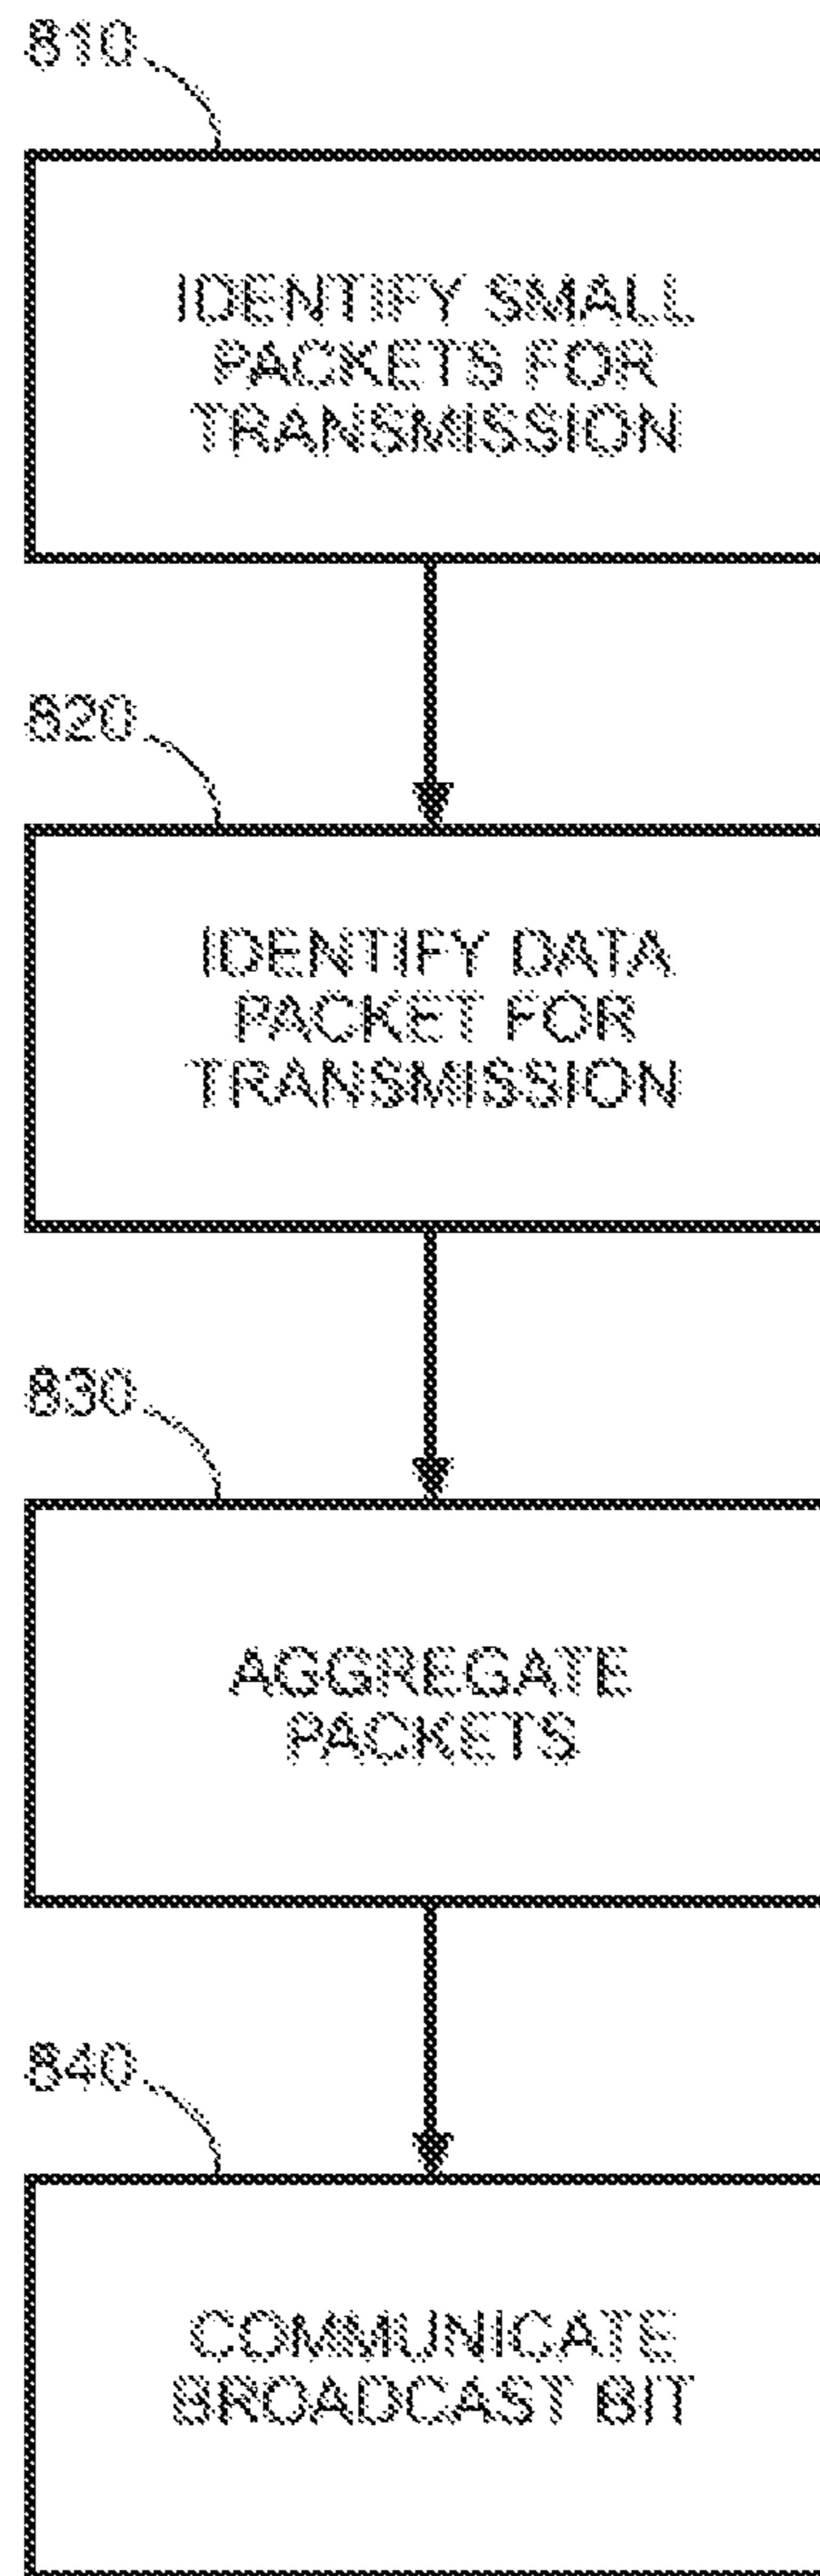 810
IDENTIFY SMALL
PACKETS FOR
TRANSMISSION
820
IDENTIFY DATA
PACKET FOR
TRANSMISSION
830
AGGREGATE
PACKETS
840
COMMUNICATE
BROADCAST BIT